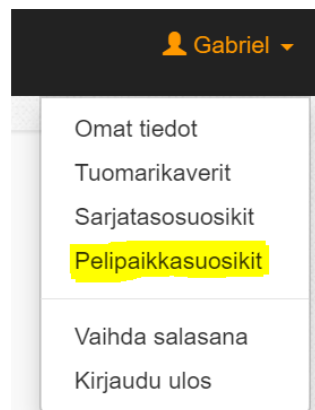 Gabriel
Omat tiedot
Tuomarikaverit
Sarjatasosuosikit
Pelipaikkasuosikit
Vaihda salasana
Kirjaudu ulos